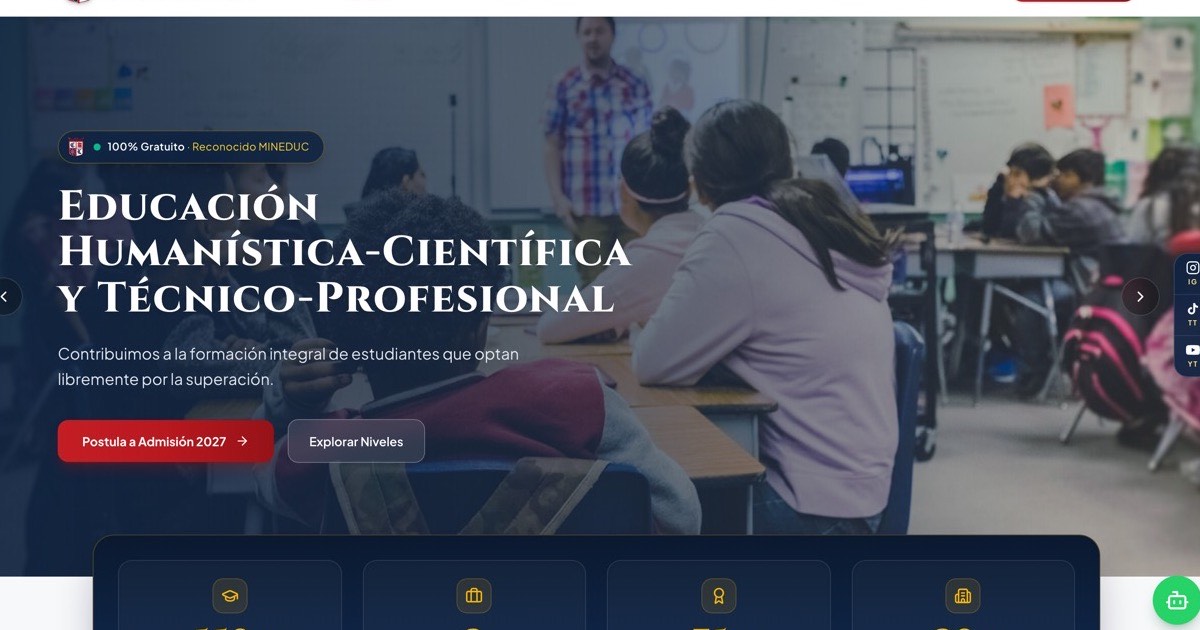 100% Gratuito · Reconocido MINEDUC
Educación
Humanística-Científica
y Técnico-Profesional
Contribuimos a la formación integral de estudiantes que optan
libremente por la superación.
Postula a Admisión 2027 →
Explorar Niveles
IG
TT
YT